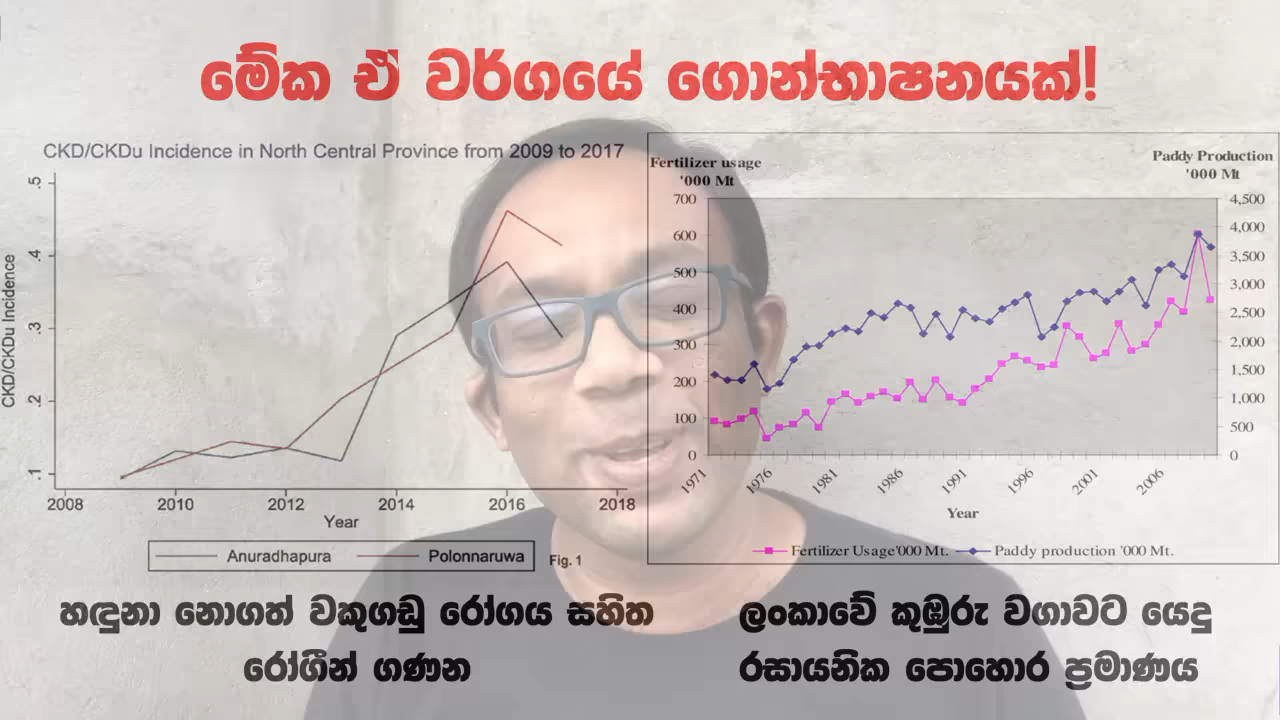 මේක ඒ වර්ගයේ ගොන්භාෂනයක්!
CKD/CKDu Incidence in North Central Province from 2009 to 2017
CKD/CKDu Incidence
.5
.4
.3
.2
.1
2008 2010 2012 2014 2016 2018
Year
Anuradhapura Polonnaruwa
Fig. 1
Fertilizer usage
'000 Mt
Paddy Production
'000 Mt
700
600
500
400
300
200
100
0
4,500
4,000
3,500
3,000
2,500
2,000
1,500
1,000
500
0
1971 1976 1981 1986 1991 1996 2001 2006
Year
Fertilizer Usage'000 Mt. Paddy production '000 Mt.
හඳුනා නොගත් වකුගඩු රෝගය සහිත
රෝගීන් ගණන
ලංකාවේ කුඹුරු වගාවට යෙදූ
රසායනික පොහොර ප්‍රමාණය